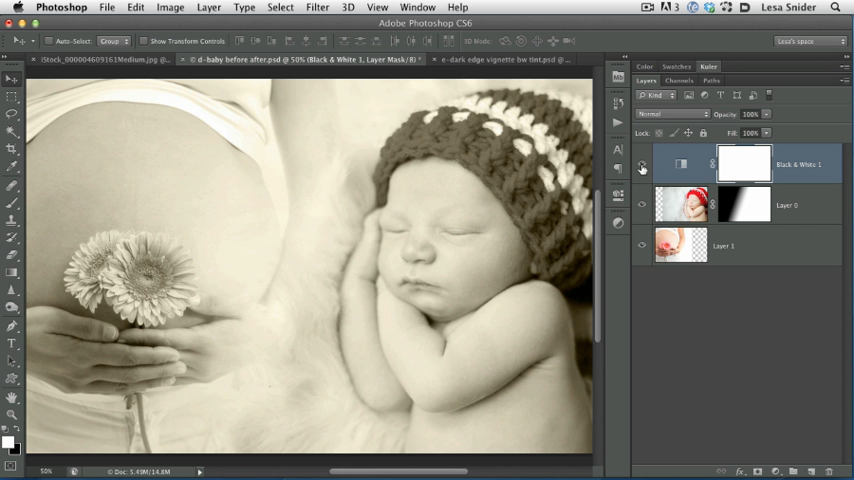 Photoshop File Edit Image Layer Type Select Filter 3D View Window Help 3 Lesa Snider
Adobe Photoshop CS6
Auto-Select: Group Show Transform Controls 3D Mode: Lesa's space
iStock_000004609161Medium.jpg @... × © d-baby before after.psd @ 50% (Black & White 1, Layer Mask/8) * × e-dark edge vignette bw tint.psd @ ...
Color Swatches Kuler
Layers Channels Paths
Kind
Normal Opacity: 100%
Lock: Fill: 100%
Black & White 1
Layer 0
Layer 1
50% Doc: 5.49M/14.8M